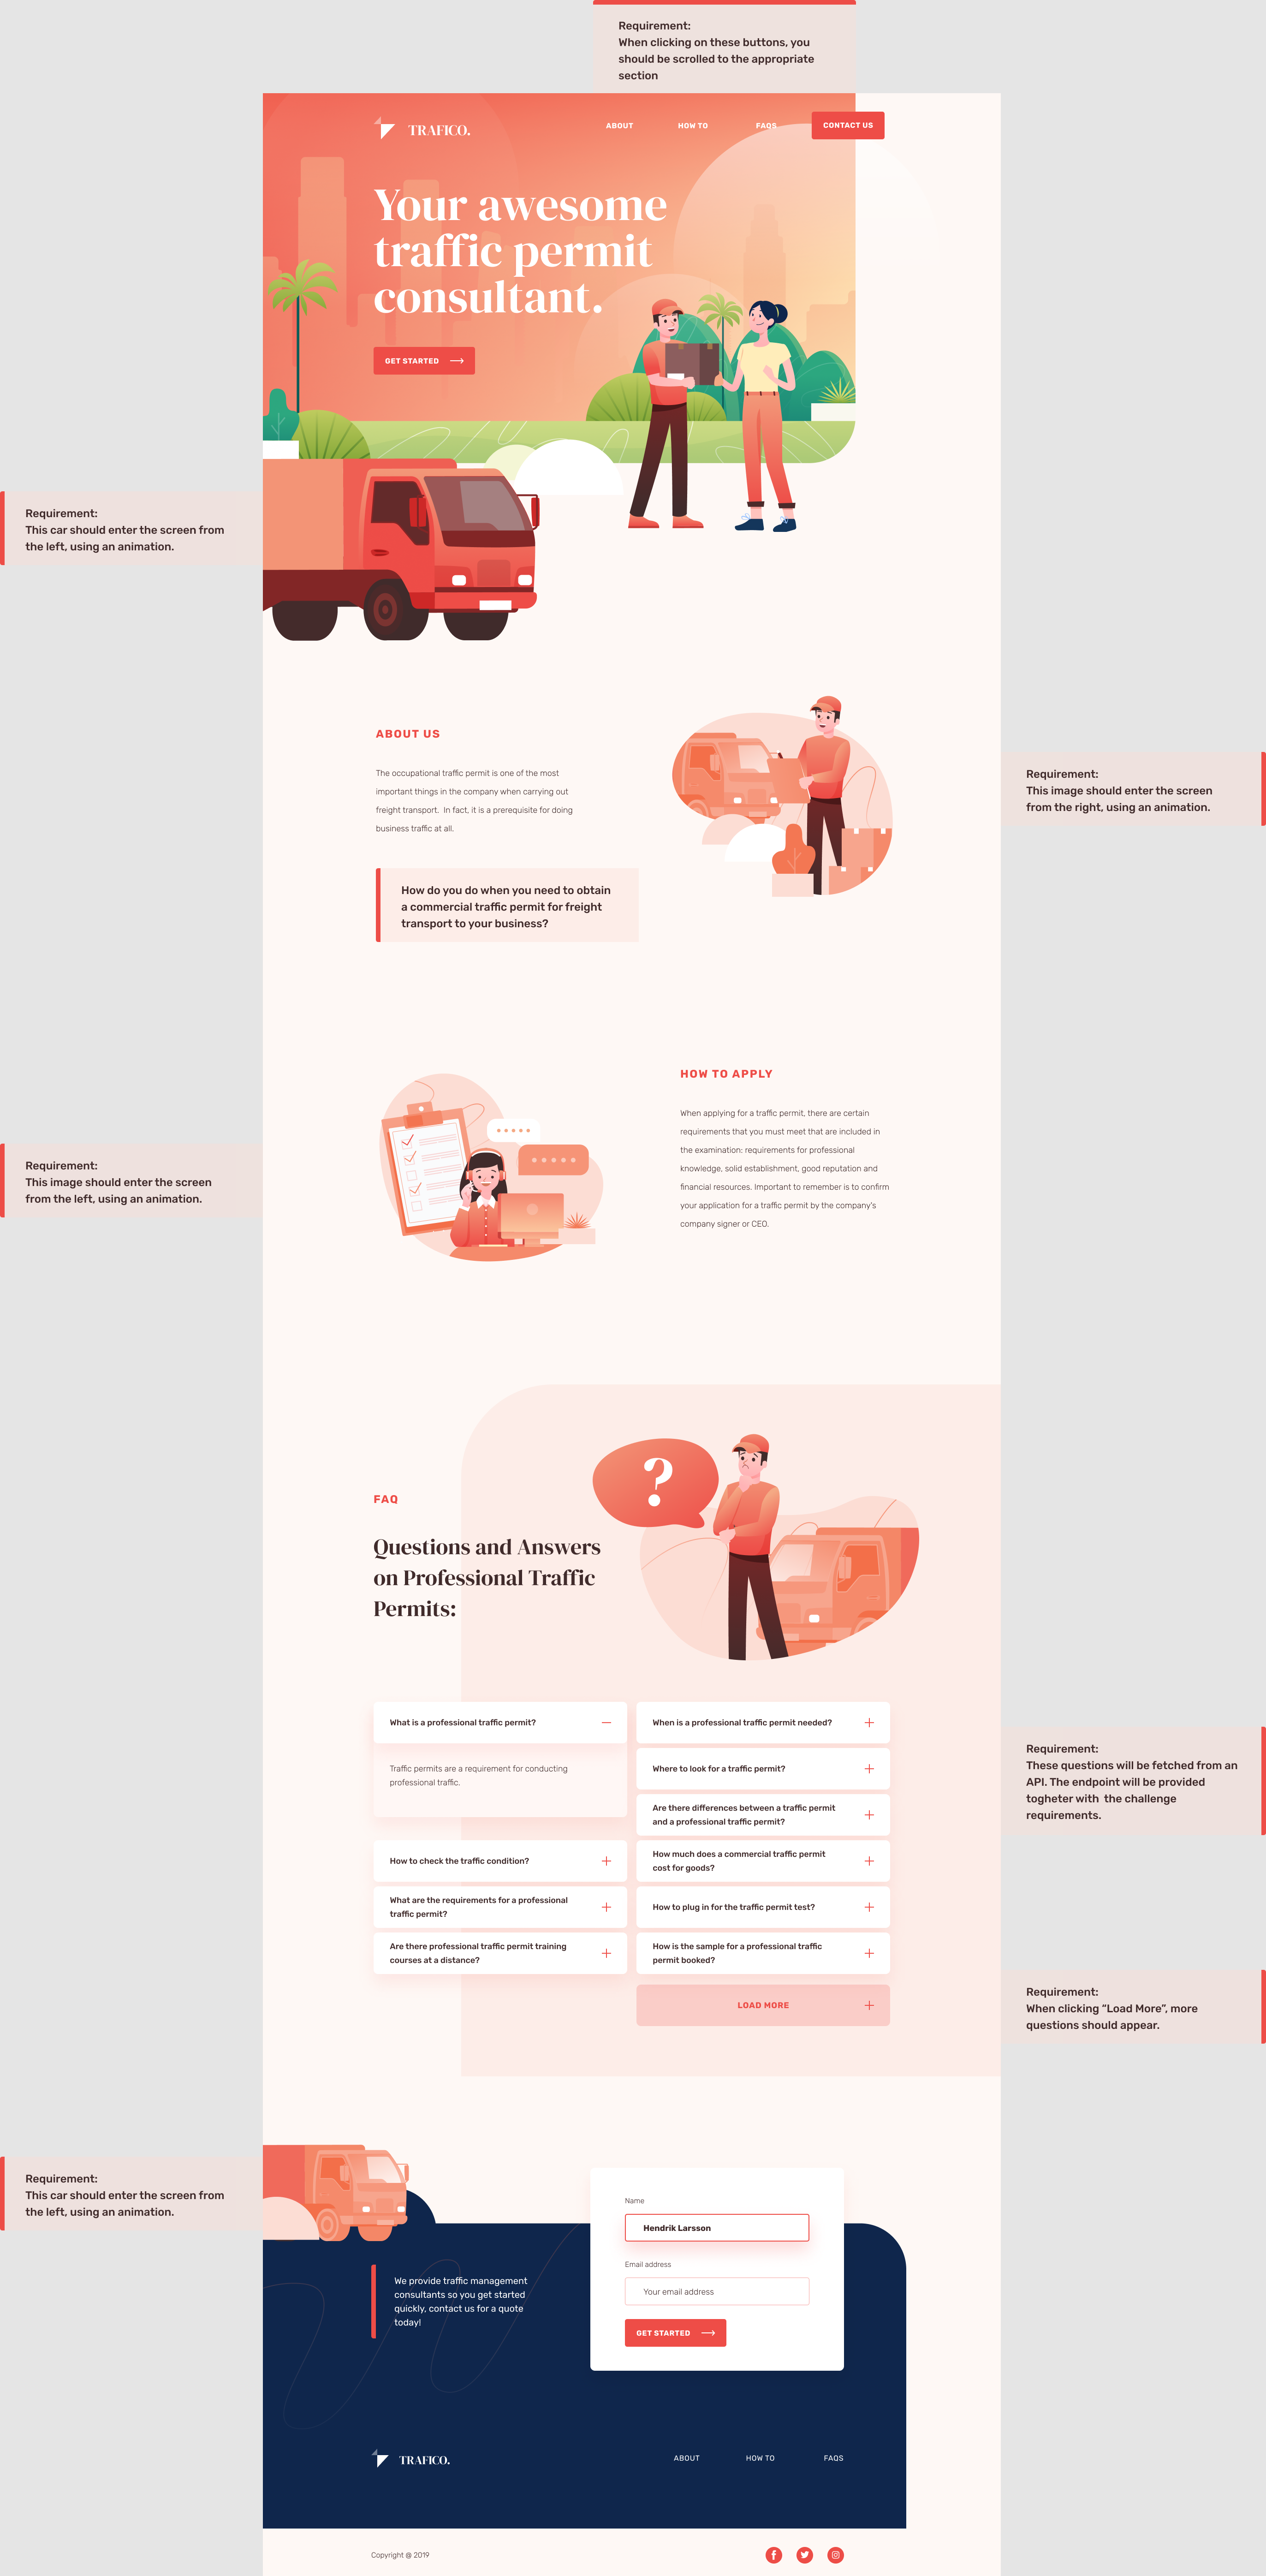 Requirement:
When clicking on these buttons, you
should be scrolled to the appropriate
section
TRAFICO.
ABOUT
HOW TO
FAQS
CONTACT US
Your awesome
traffic permit
consultant.
GET STARTED
Requirement:
This car should enter the screen from
the left, using an animation.
ABOUT US
The occupational traffic permit is one of the most
important things in the company when carrying out
freight transport.  In fact, it is a prerequisite for doing
business traffic at all.
How do you do when you need to obtain
a commercial traffic permit for freight
transport to your business?
Requirement:
This image should enter the screen
from the right, using an animation.
Requirement:
This image should enter the screen
from the left, using an animation.
HOW TO APPLY
When applying for a traffic permit, there are certain
requirements that you must meet that are included in
the examination: requirements for professional
knowledge, solid establishment, good reputation and
financial resources. Important to remember is to confirm
your application for a traffic permit by the company's
company signer or CEO.
?
FAQ
Questions and Answers
on Professional Traffic
Permits:
What is a professional traffic permit?
Traffic permits are a requirement for conducting
professional traffic.
How to check the traffic condition?
What are the requirements for a professional
traffic permit?
Are there professional traffic permit training
courses at a distance?
When is a professional traffic permit needed?
Where to look for a traffic permit?
Are there differences between a traffic permit
and a professional traffic permit?
How much does a commercial traffic permit
cost for goods?
How to plug in for the traffic permit test?
How is the sample for a professional traffic
permit booked?
LOAD MORE
Requirement:
These questions will be fetched from an
API. The endpoint will be provided
togheter with  the challenge
requirements.
Requirement:
When clicking “Load More”, more
questions should appear.
Requirement:
This car should enter the screen from
the left, using an animation.
We provide traffic management
consultants so you get started
quickly, contact us for a quote
today!
Name
Hendrik Larsson
Email address
Your email address
GET STARTED
TRAFICO.
ABOUT
HOW TO
FAQS
Copyright @ 2019